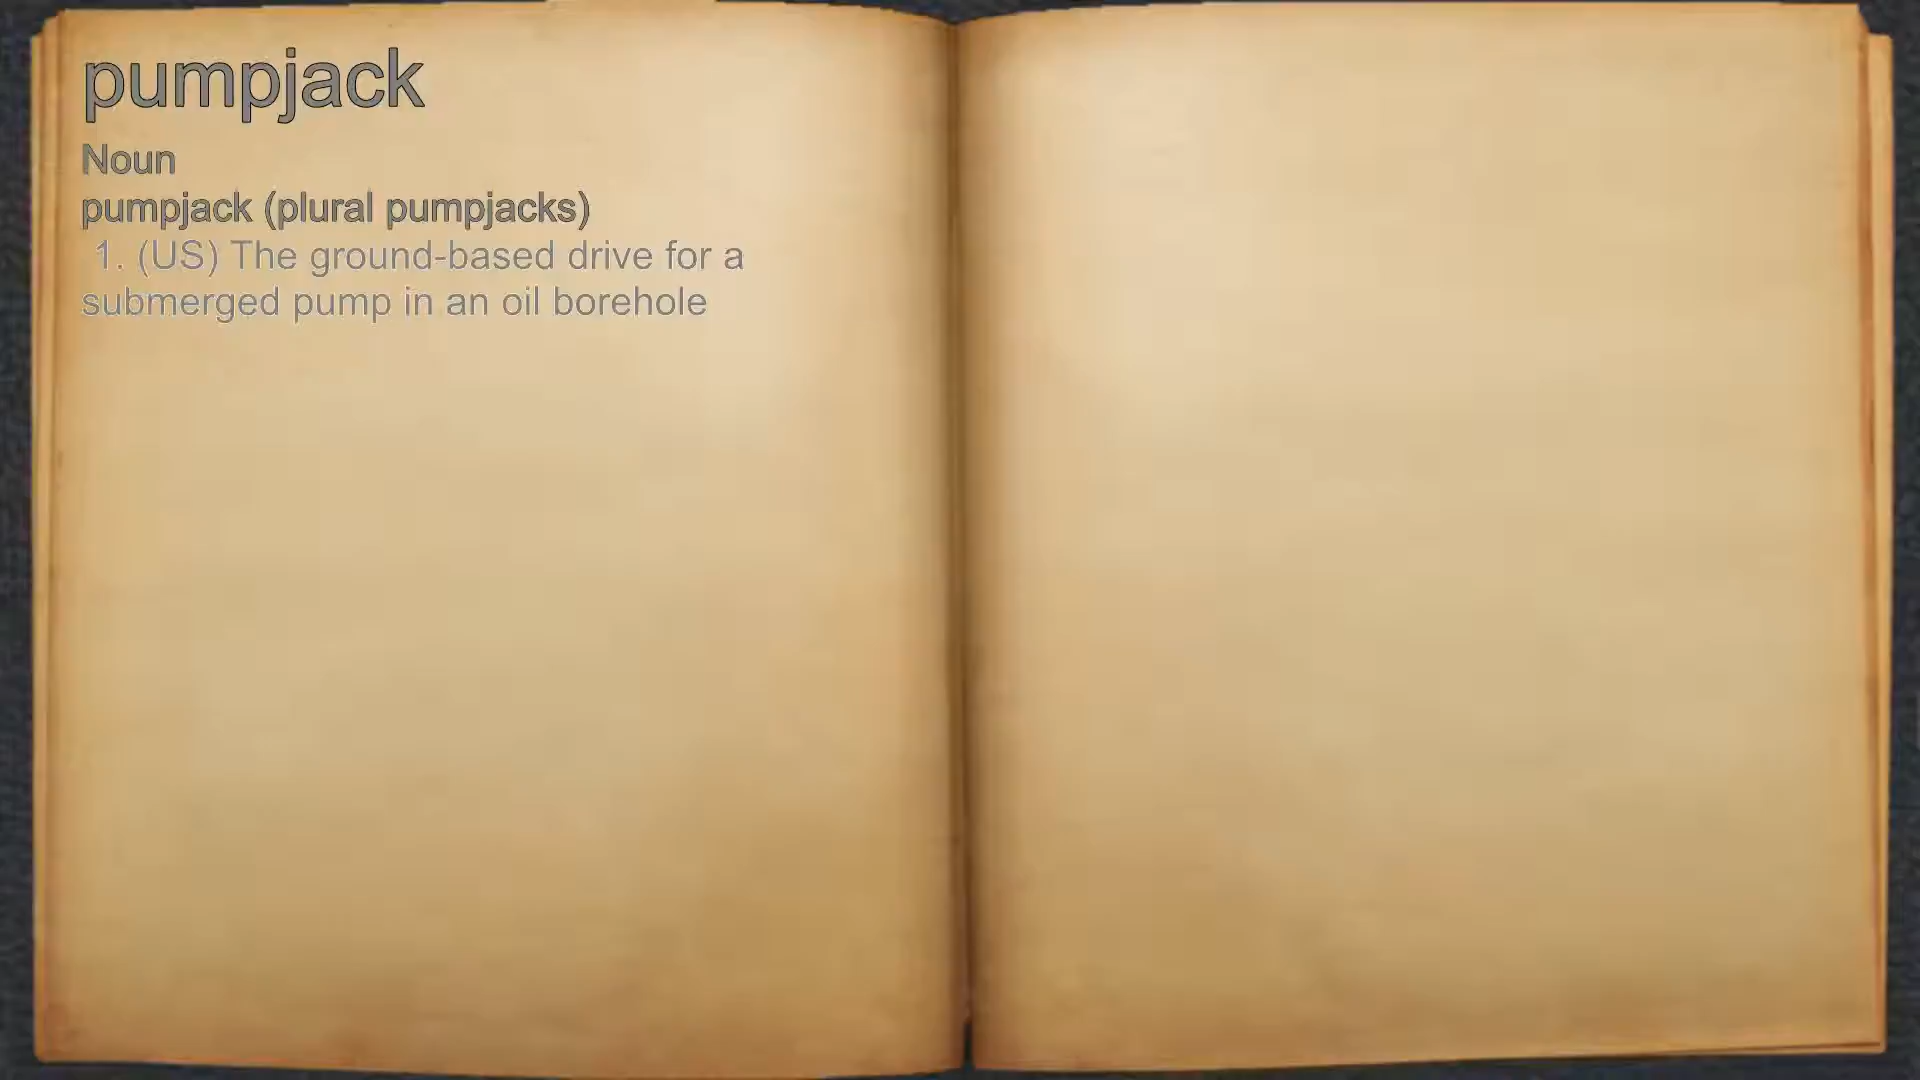 pumpjack
Noun
pumpjack (plural pumpjacks)
1. (US) The ground-based drive for a
submerged pump in an oil borehole